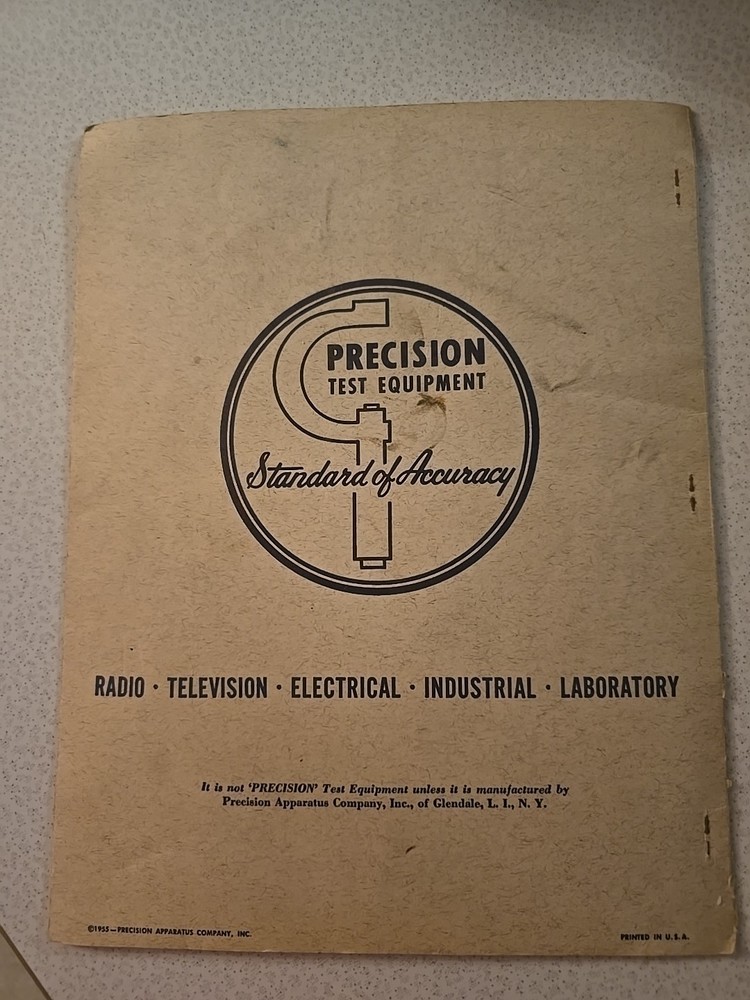 PRECISION
TEST EQUIPMENT
Standard of Accuracy
RADIO · TELEVISION · ELECTRICAL · INDUSTRIAL · LABORATORY
It is not 'PRECISION' Test Equipment unless it is manufactured by
Precision Apparatus Company, Inc., of Glendale, L. I., N. Y.
©1955—PRECISION APPARATUS COMPANY, INC.
PRINTED IN U.S.A.